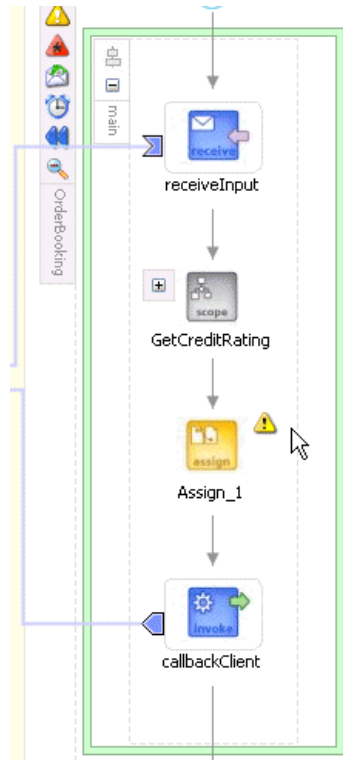 main
receive
receiveInput
OrderBooking
scope
GetCreditRating
assign
Assign_1
invoke
callbackClient